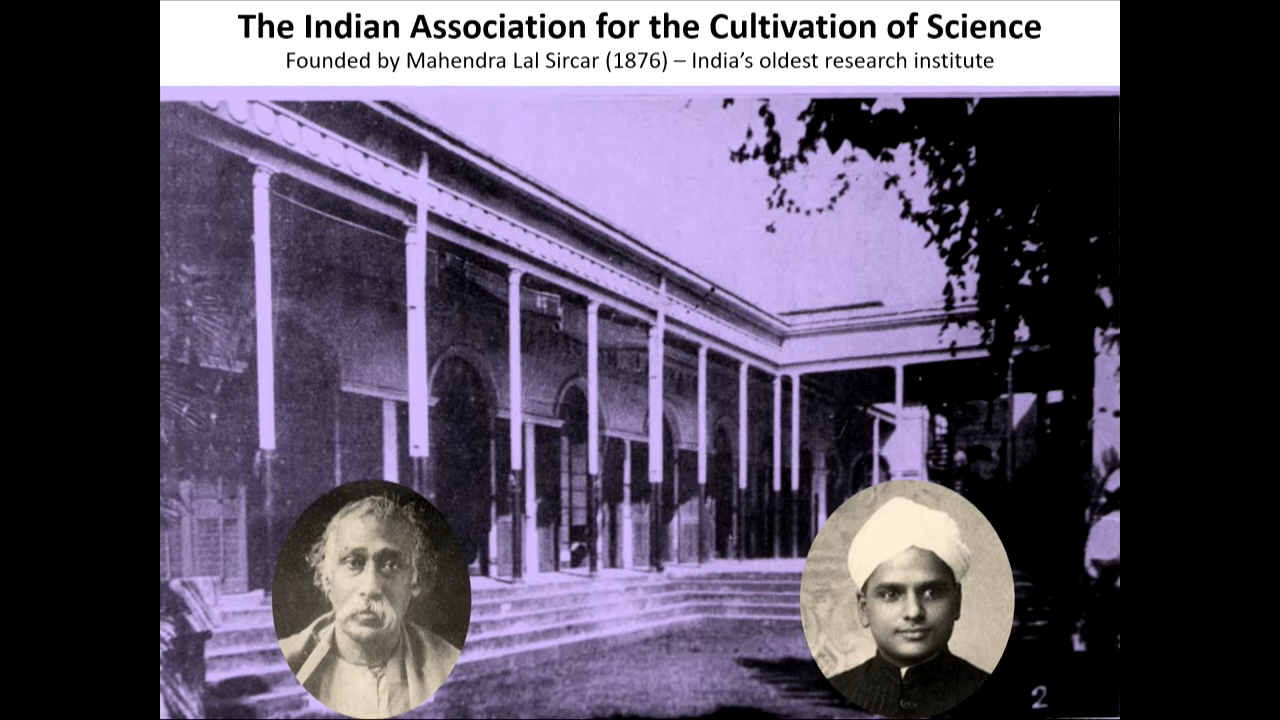 The Indian Association for the Cultivation of Science
Founded by Mahendra Lal Sircar (1876) – India's oldest research institute
2